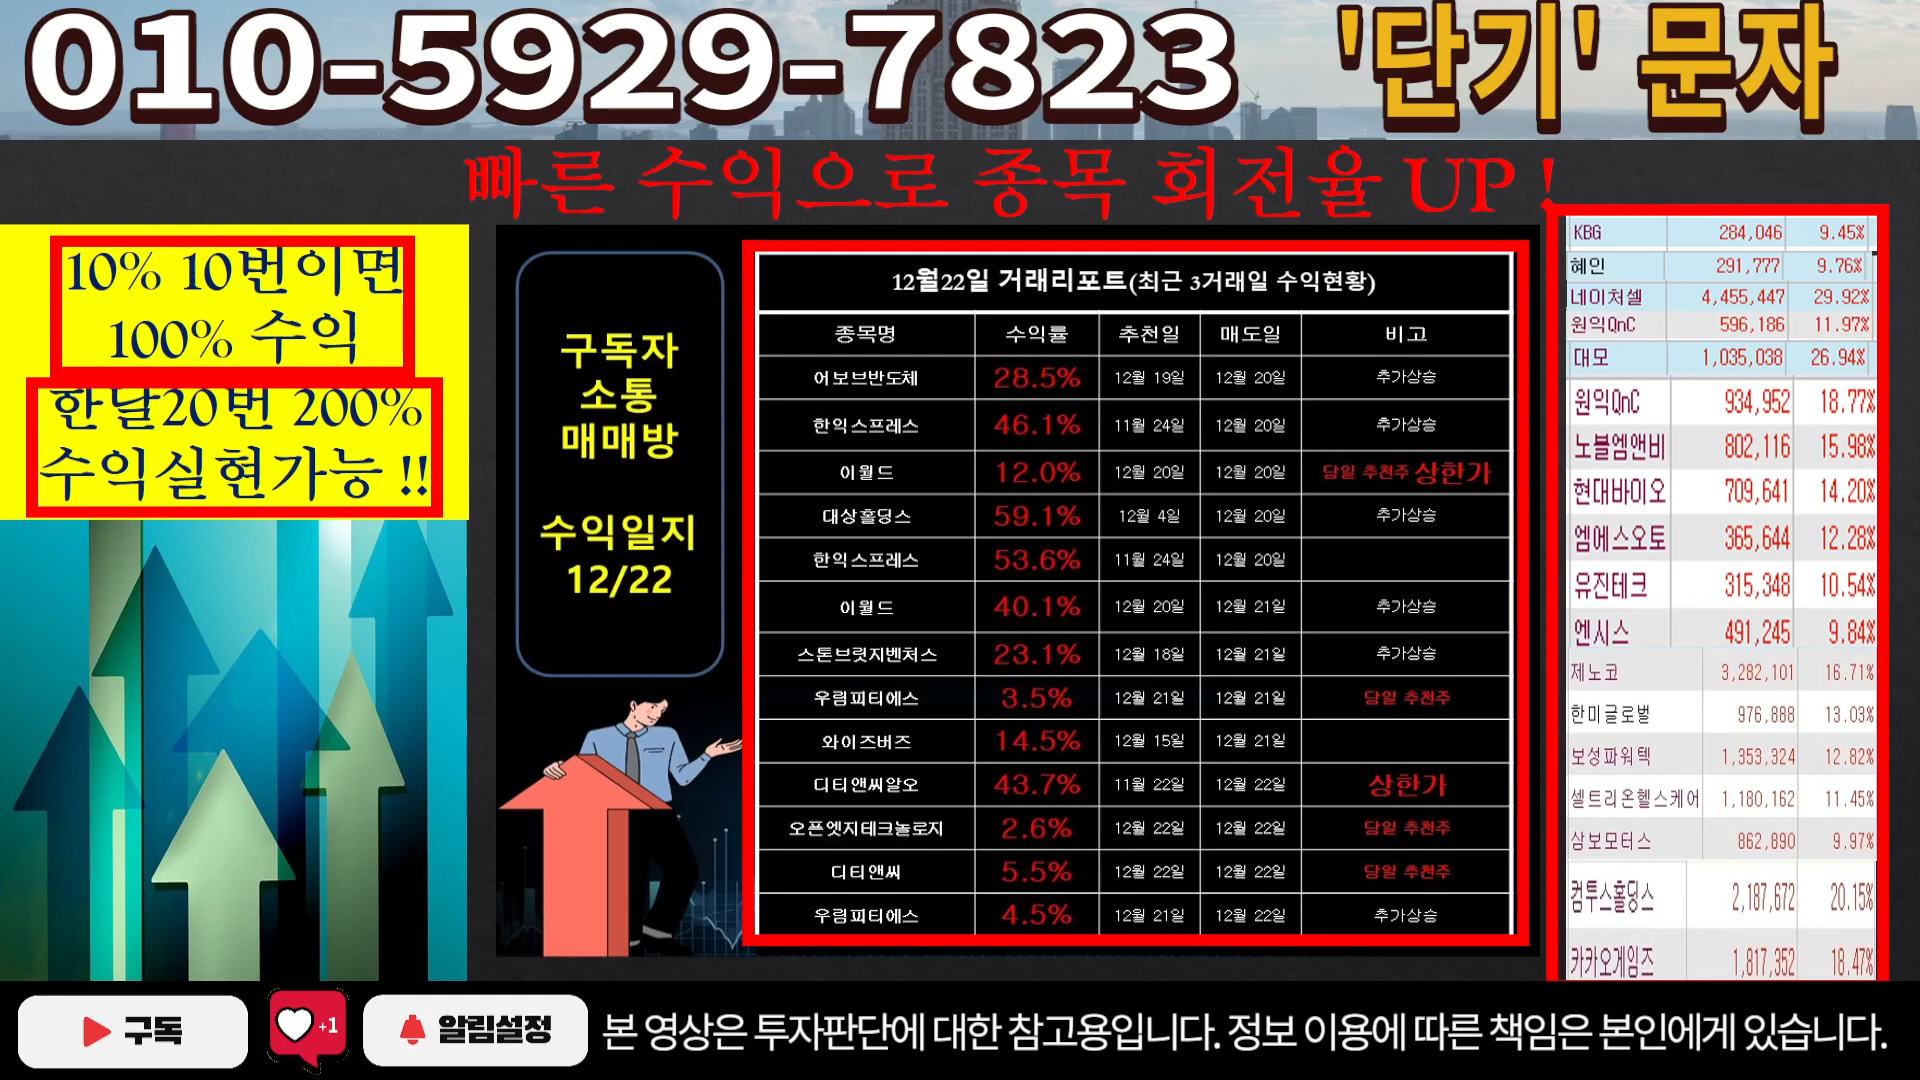 010-5929-7823 '단기' 문자
빠른 수익으로 종목 회전율 UP !
10% 10번이면
100% 수익
한달20번 200%
수익실현가능 !!
구독자
소통
매매방
수익일지
12/22
12월22일 거래리포트(최근 3거래일 수익현황)
종목명 수익률 추천일 매도일 비고
어보브반도체 28.5% 12월 19일 12월 20일 추가상승
한익스프레스 46.1% 11월 24일 12월 20일 추가상승
이월드 12.0% 12월 20일 12월 20일 당일 추천주 상한가
대상홀딩스 59.1% 12월 4일 12월 20일 추가상승
한익스프레스 53.6% 11월 24일 12월 20일
이월드 40.1% 12월 20일 12월 21일 추가상승
스톤브릿지벤처스 23.1% 12월 18일 12월 21일 추가상승
우림피티에스 3.5% 12월 21일 12월 21일 당일 추천주
와이즈버즈 14.5% 12월 15일 12월 21일
디티앤씨알오 43.7% 11월 22일 12월 22일 상한가
오픈엣지테크놀로지 2.6% 12월 22일 12월 22일 당일 추천주
디티앤씨 5.5% 12월 22일 12월 22일 당일 추천주
우림피티에스 4.5% 12월 21일 12월 22일 추가상승
KBG 284,046 9.45%
혜인 291,777 9.76%
네이처셀 4,455,447 29.92%
원익QnC 596,186 11.97%
대모 1,035,038 26.94%
원익QnC 934,952 18.77%
노블엠앤비 802,116 15.98%
현대바이오 709,641 14.20%
엠에스오토 365,644 12.28%
유진테크 315,348 10.54%
엔시스 491,245 9.84%
제노코 3,282,101 16.71%
한미글로벌 976,888 13.03%
보성파워텍 1,353,324 12.82%
셀트리온헬스케어 1,180,162 11.45%
상보모터스 862,890 9.97%
컴투스홀딩스 2,187,672 20.15%
카카오게임즈 1,817,352 18.47%
구독 +1 알림설정 본 영상은 투자판단에 대한 참고용입니다. 정보 이용에 따른 책임은 본인에게 있습니다.